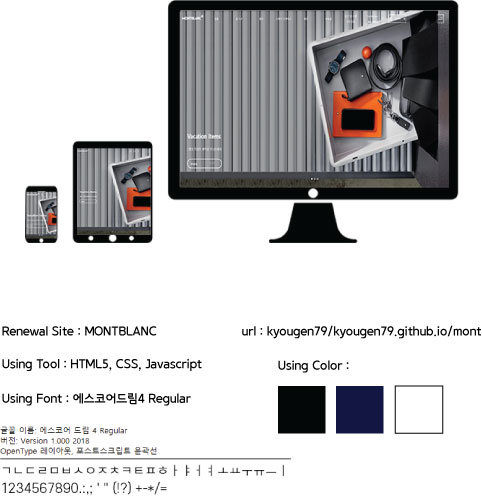 MONTBLANC
Vacation Items
Renewal Site : MONTBLANC
url : kyougen79/kyougen79.github.io/mont
Using Tool : HTML5, CSS, Javascript
Using Color :
Using Font : 에스코어드림4 Regular
글꼴 이름: 에스코어 드림 4 Regular
버전: Version 1.000 2018
OpenType 레이아웃, 포스트스크립트 윤곽선
ㄱㄴㄷㄹㅁㅂㅅㅇㅈㅊㅋㅌㅍㅎㅏㅑㅓㅕㅗㅛㅜㅠㅡㅣ
1234567890.:,; ' " (!?) +-*/=